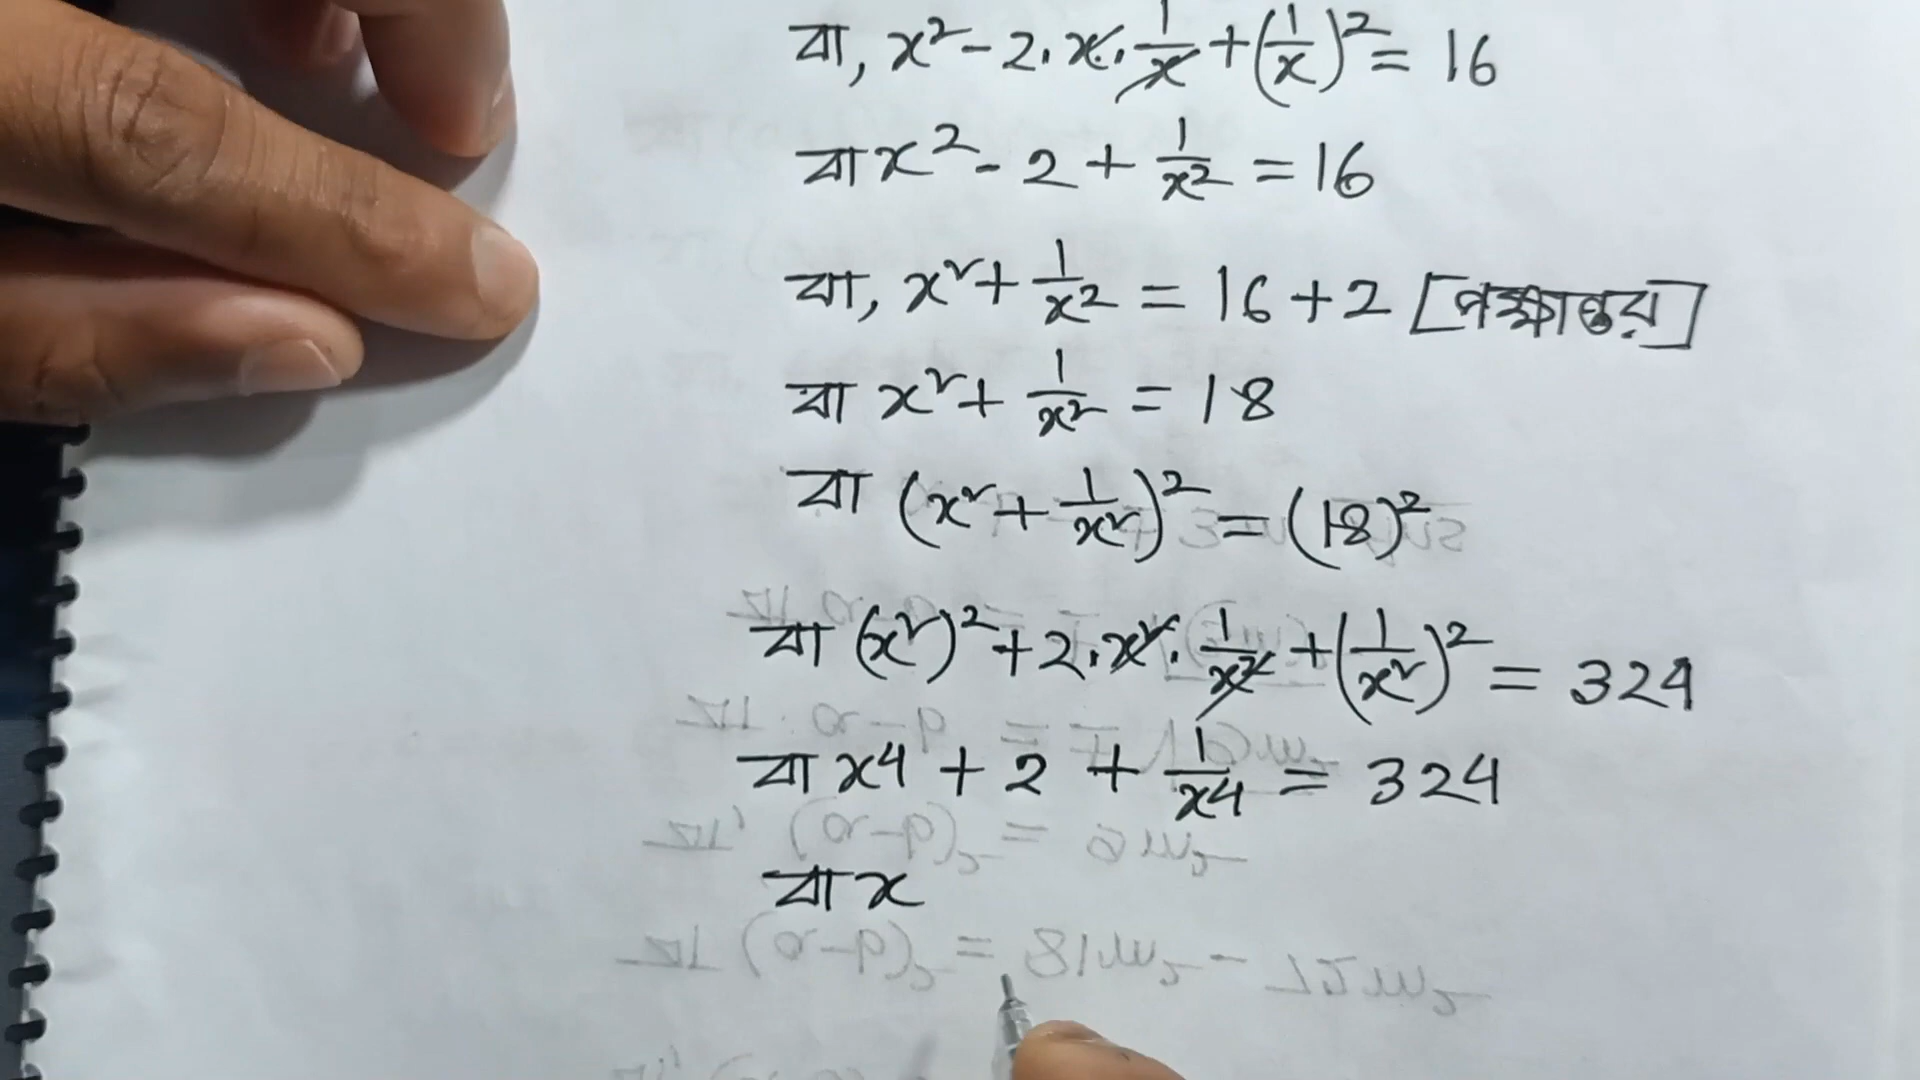 বা, x² - 2·x·1/x + (1/x)² = 16
বা x² - 2 + 1/x² = 16
বা, x² + 1/x² = 16 + 2 [পক্ষান্তর]
বা x² + 1/x² = 18
বা (x² + 1/x²)² = (18)²
বা (x²)² + 2·x²·1/x² + (1/x²)² = 324
বা x4 + 2 + 1/x4 = 324
বা x